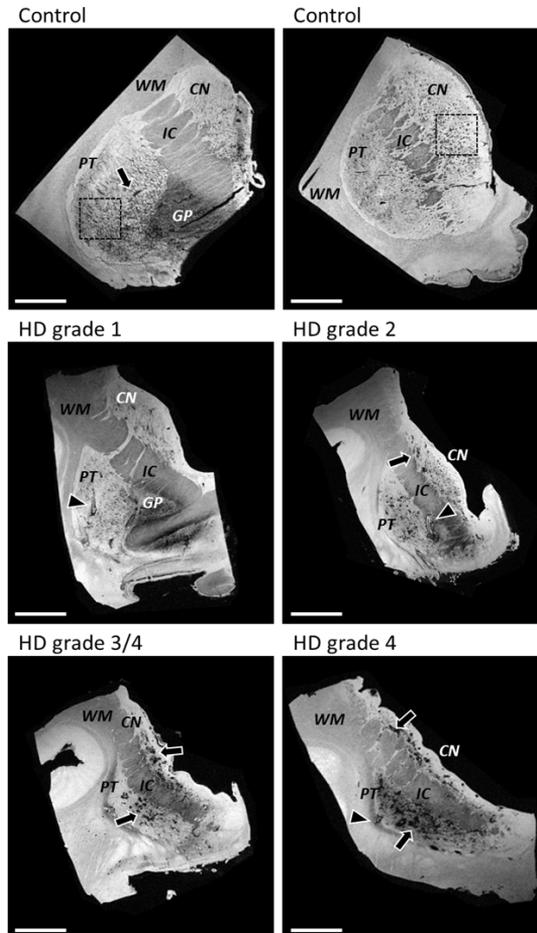 Control
Control
WM
CN
IC
PT
GP
CN
IC
PT
WM
HD grade 1
HD grade 2
CN
WM
PT
IC
GP
WM
CN
IC
PT
HD grade 3/4
HD grade 4
WM
CN
PT
IC
WM
CN
PT
IC